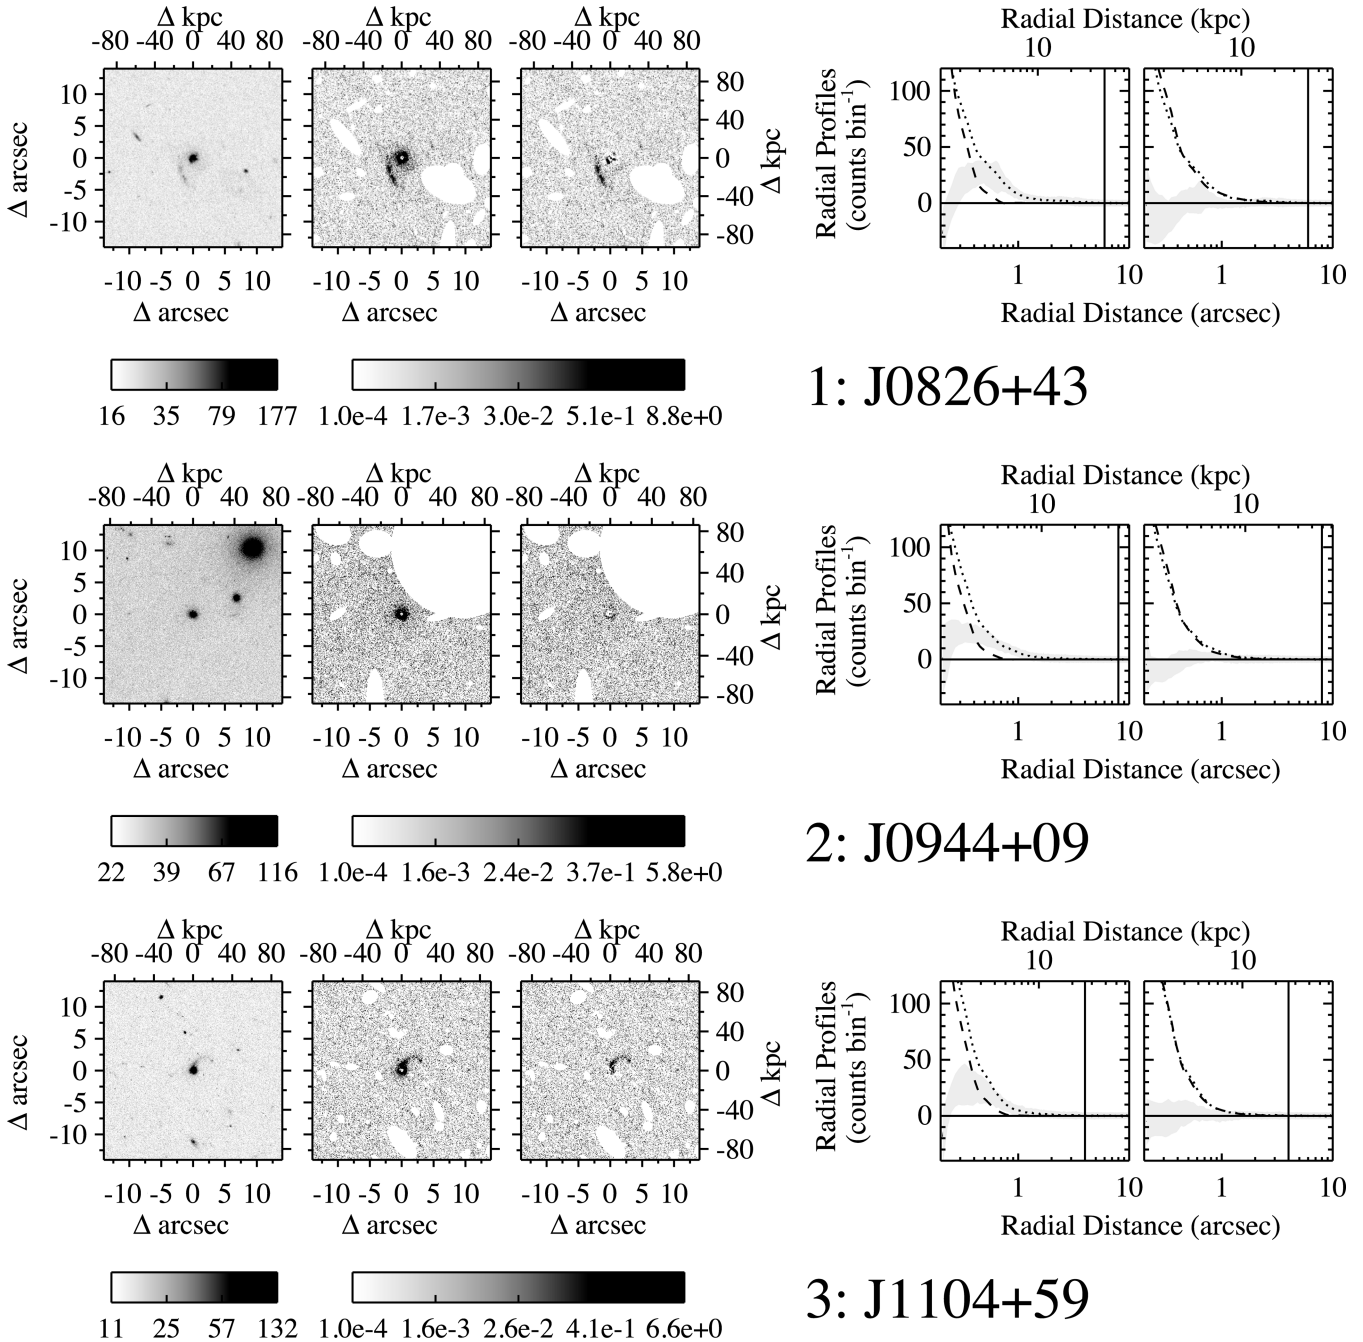 Δ kpc Δ kpc Δ kpc Radial Distance (kpc)
-80 -40 0 40 80 -80 -40 0 40 80 -80 -40 0 40 80 10 10
10 5 0 -5 -10
Δ arcsec
80 40 0 -40 -80
Δ kpc
Radial Profiles
(counts bin-1)
100 50 0
-10 -5 0 5 10 -10 -5 0 5 10 -10 -5 0 5 10 1 10 1 10
Δ arcsec Δ arcsec Δ arcsec Radial Distance (arcsec)
16 35 79 177 1.0e-4 1.7e-3 3.0e-2 5.1e-1 8.8e+0
1: J0826+43
Δ kpc Δ kpc Δ kpc Radial Distance (kpc)
-80 -40 0 40 80 -80 -40 0 40 80 -80 -40 0 40 80 10 10
10 5 0 -5 -10
Δ arcsec
80 40 0 -40 -80
Δ kpc
Radial Profiles
(counts bin-1)
100 50 0
-10 -5 0 5 10 -10 -5 0 5 10 -10 -5 0 5 10 1 10 1 10
Δ arcsec Δ arcsec Δ arcsec Radial Distance (arcsec)
22 39 67 116 1.0e-4 1.6e-3 2.4e-2 3.7e-1 5.8e+0
2: J0944+09
Δ kpc Δ kpc Δ kpc Radial Distance (kpc)
-80 -40 0 40 80 -80 -40 0 40 80 -80 -40 0 40 80 10 10
10 5 0 -5 -10
Δ arcsec
80 40 0 -40 -80
Δ kpc
Radial Profiles
(counts bin-1)
100 50 0
-10 -5 0 5 10 -10 -5 0 5 10 -10 -5 0 5 10 1 10 1 10
Δ arcsec Δ arcsec Δ arcsec Radial Distance (arcsec)
11 25 57 132 1.0e-4 1.6e-3 2.6e-2 4.1e-1 6.6e+0
3: J1104+59